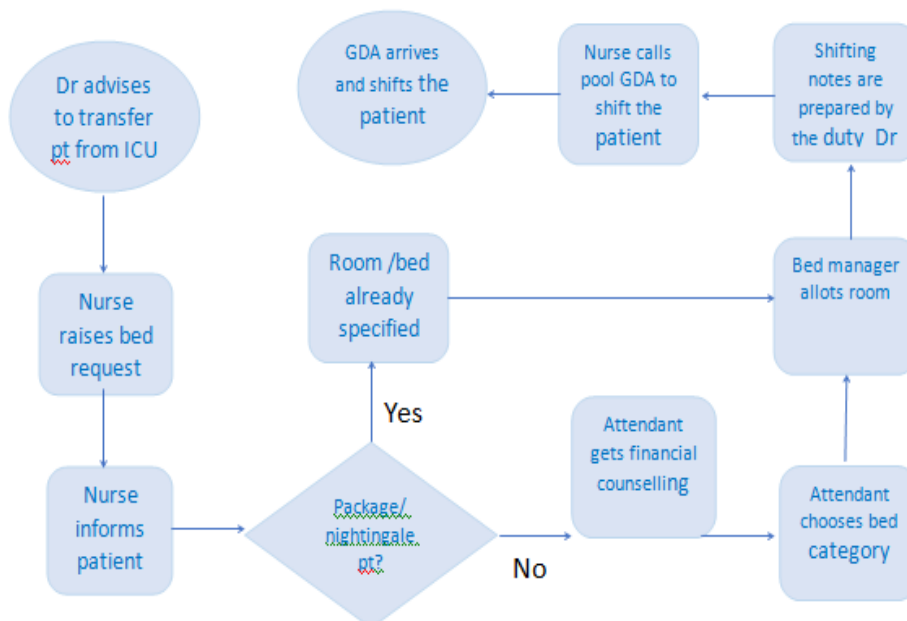 Dr advises
to transfer
pt from ICU
Nurse
raises bed
request
Nurse
informs
patient
Package/
nightingale
pt?
Yes
Room /bed
already
specified
No
Attendant
gets financial
counselling
Attendant
chooses bed
category
Bed manager
allots room
Shifting
notes are
prepared by
the duty Dr
Nurse calls
pool GDA to
shift the
patient
GDA arrives
and shifts the
patient